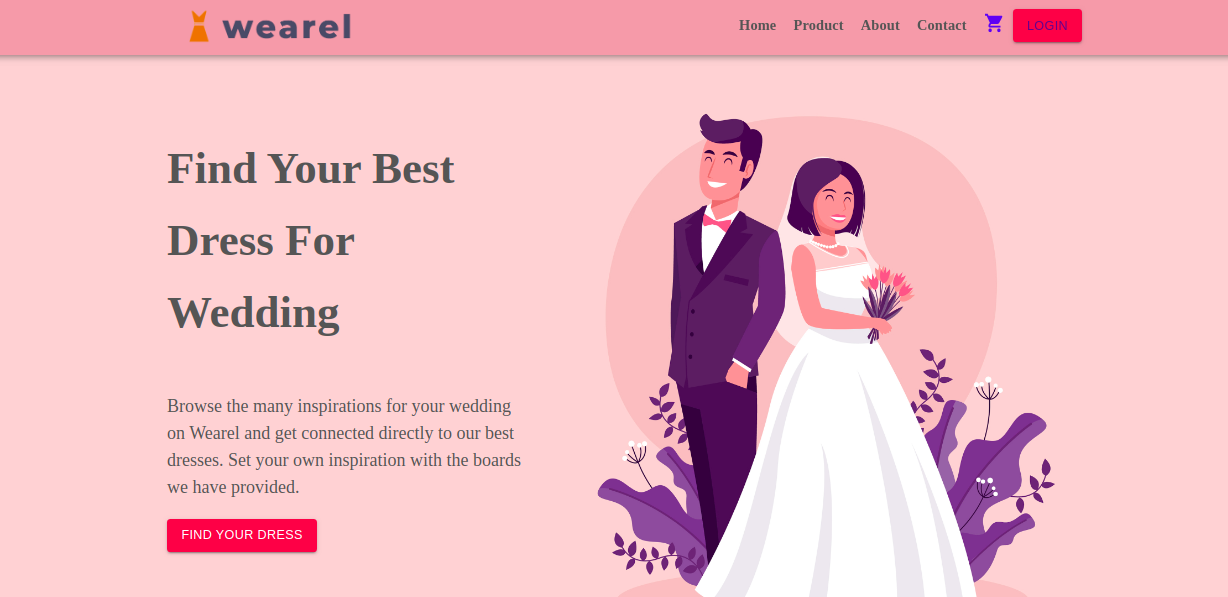 wearel
Home Product About Contact LOGIN
Find Your Best
Dress For
Wedding
Browse the many inspirations for your wedding
on Wearel and get connected directly to our best
dresses. Set your own inspiration with the boards
we have provided.
FIND YOUR DRESS